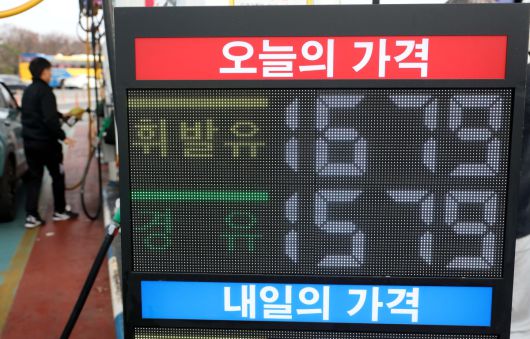 오늘의 가격
휘발유 1679
경유 1579
내일의 가격